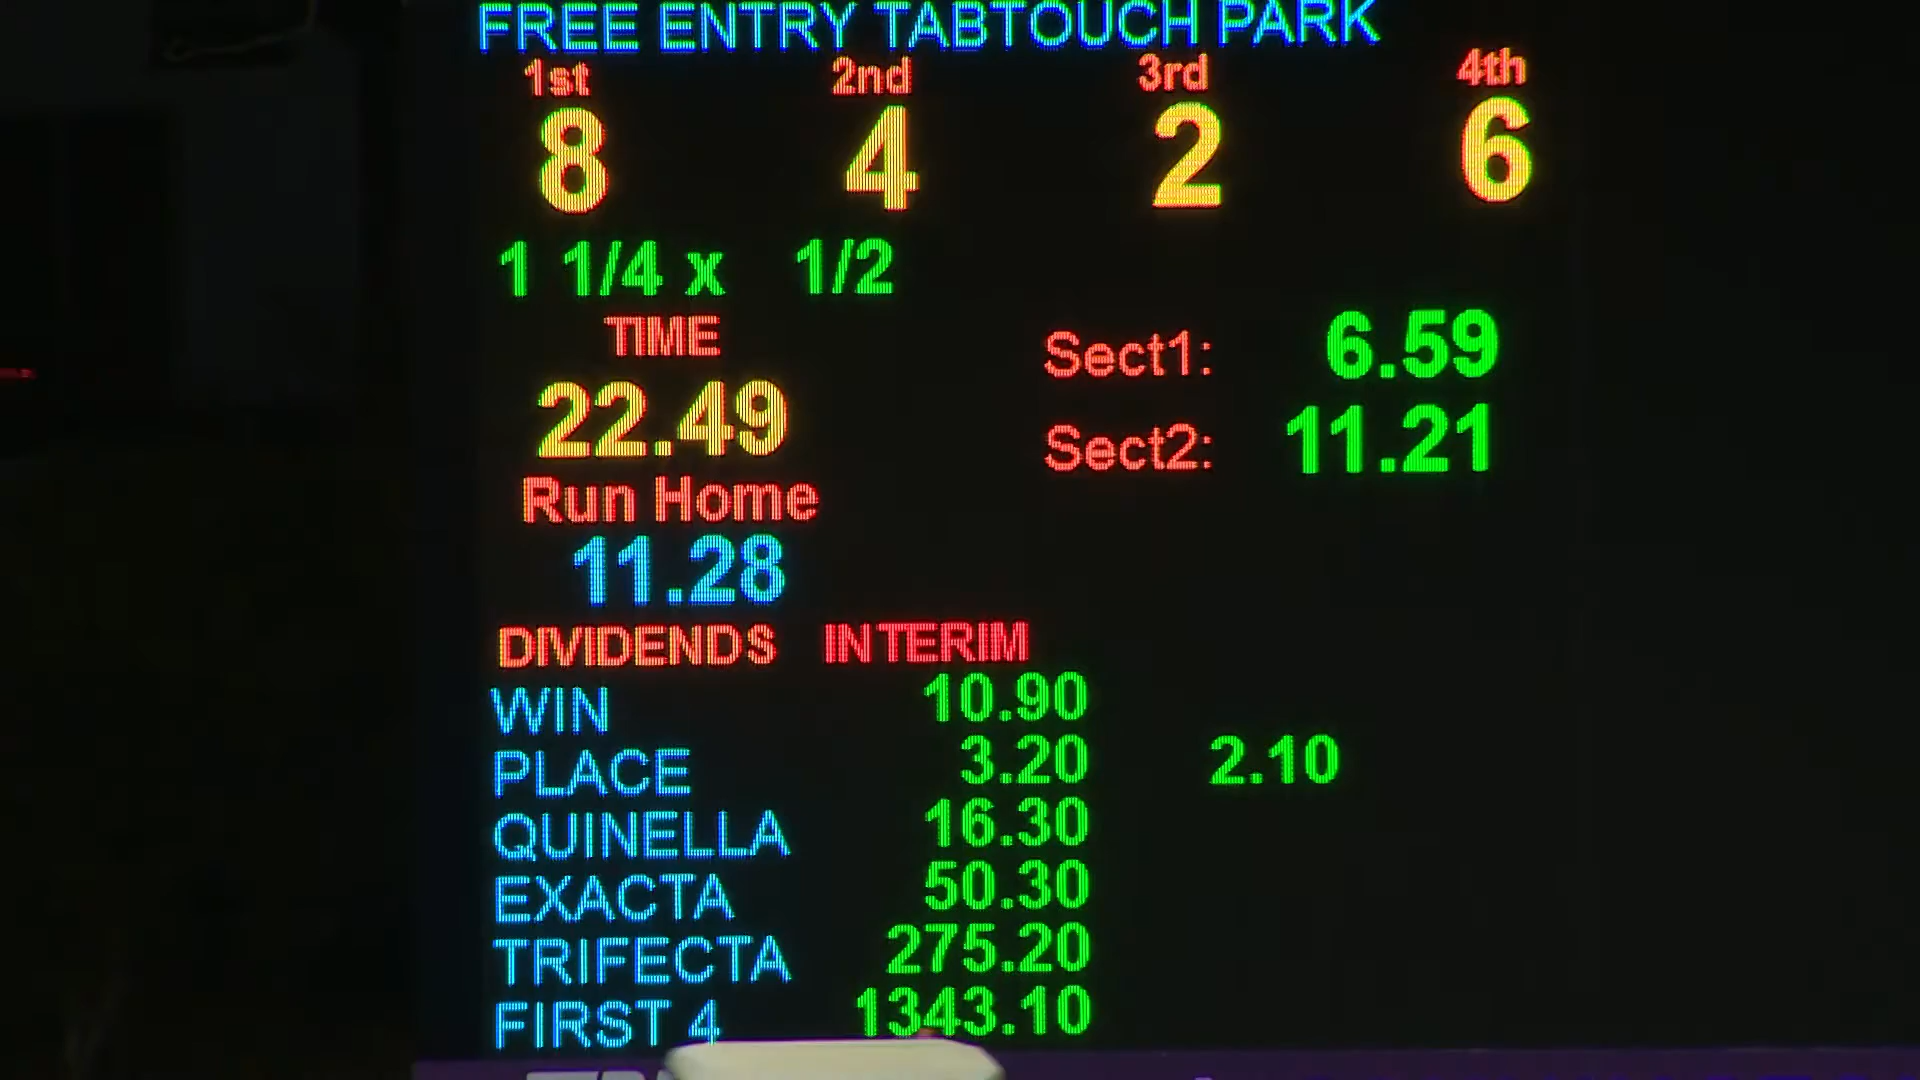 FREE ENTRY TABTOUCH PARK
1st 2nd 3rd 4th
8 4 2 6
1 1/4 x 1/2
TIME
22.49
Sect1: 6.59
Sect2: 11.21
Run Home
11.28
DIVIDENDS INTERIM
WIN 10.90
PLACE 3.20 2.10
QUINELLA 16.30
EXACTA 50.30
TRIFECTA 275.20
FIRST 4 1343.10